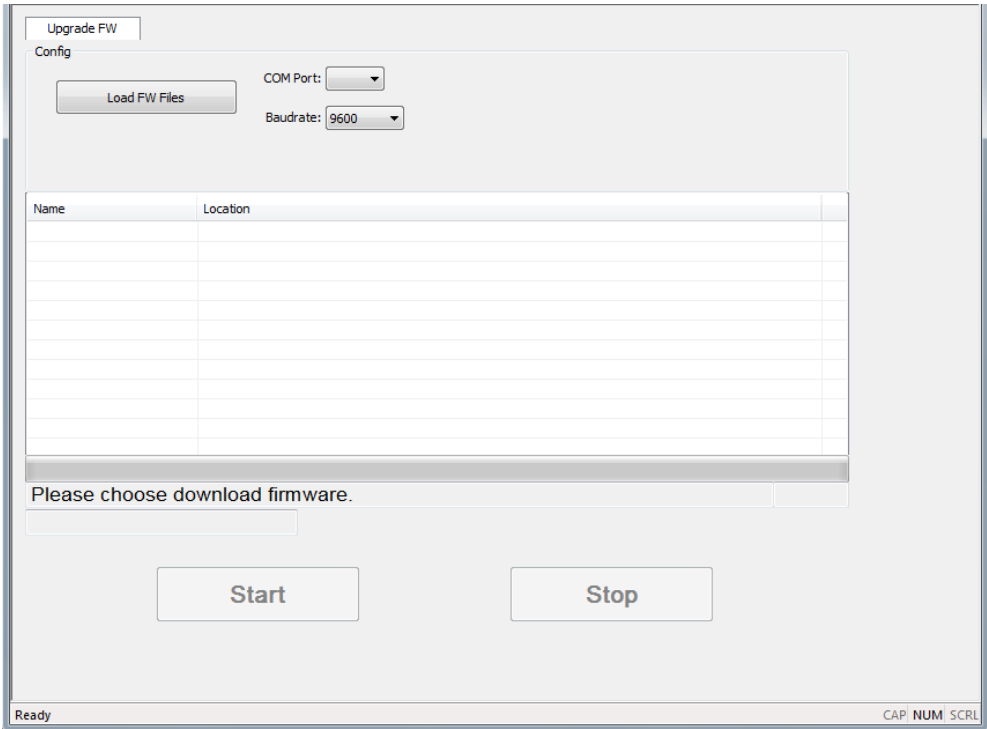 Upgrade FW
Config
Load FW Files
COM Port:
Baudrate: 9600
Name Location
Please choose download firmware.
Start Stop
Ready CAP NUM SCRL